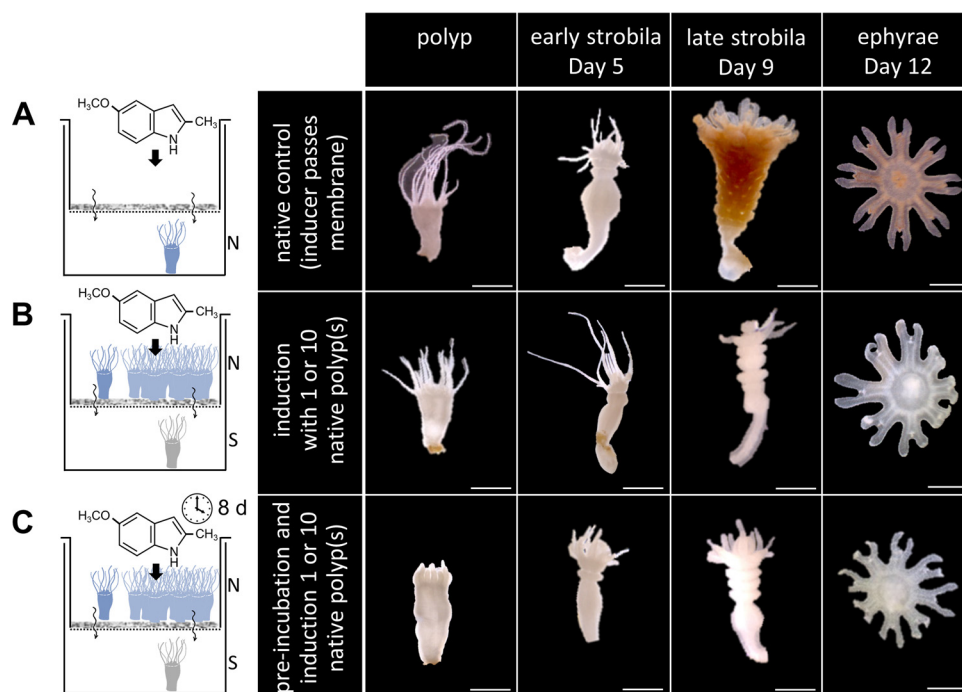 polyp
early strobila
Day 5
late strobila
Day 9
ephyrae
Day 12
A
H₃CO
CH₃
N
H
N
native control
(inducer passes
membrane)
B
H₃CO
CH₃
N
H
N
S
induction
with 1 or 10
native polyp(s)
C
8 d
H₃CO
CH₃
N
H
N
S
pre-incubation and
induction 1 or 10
native polyp(s)